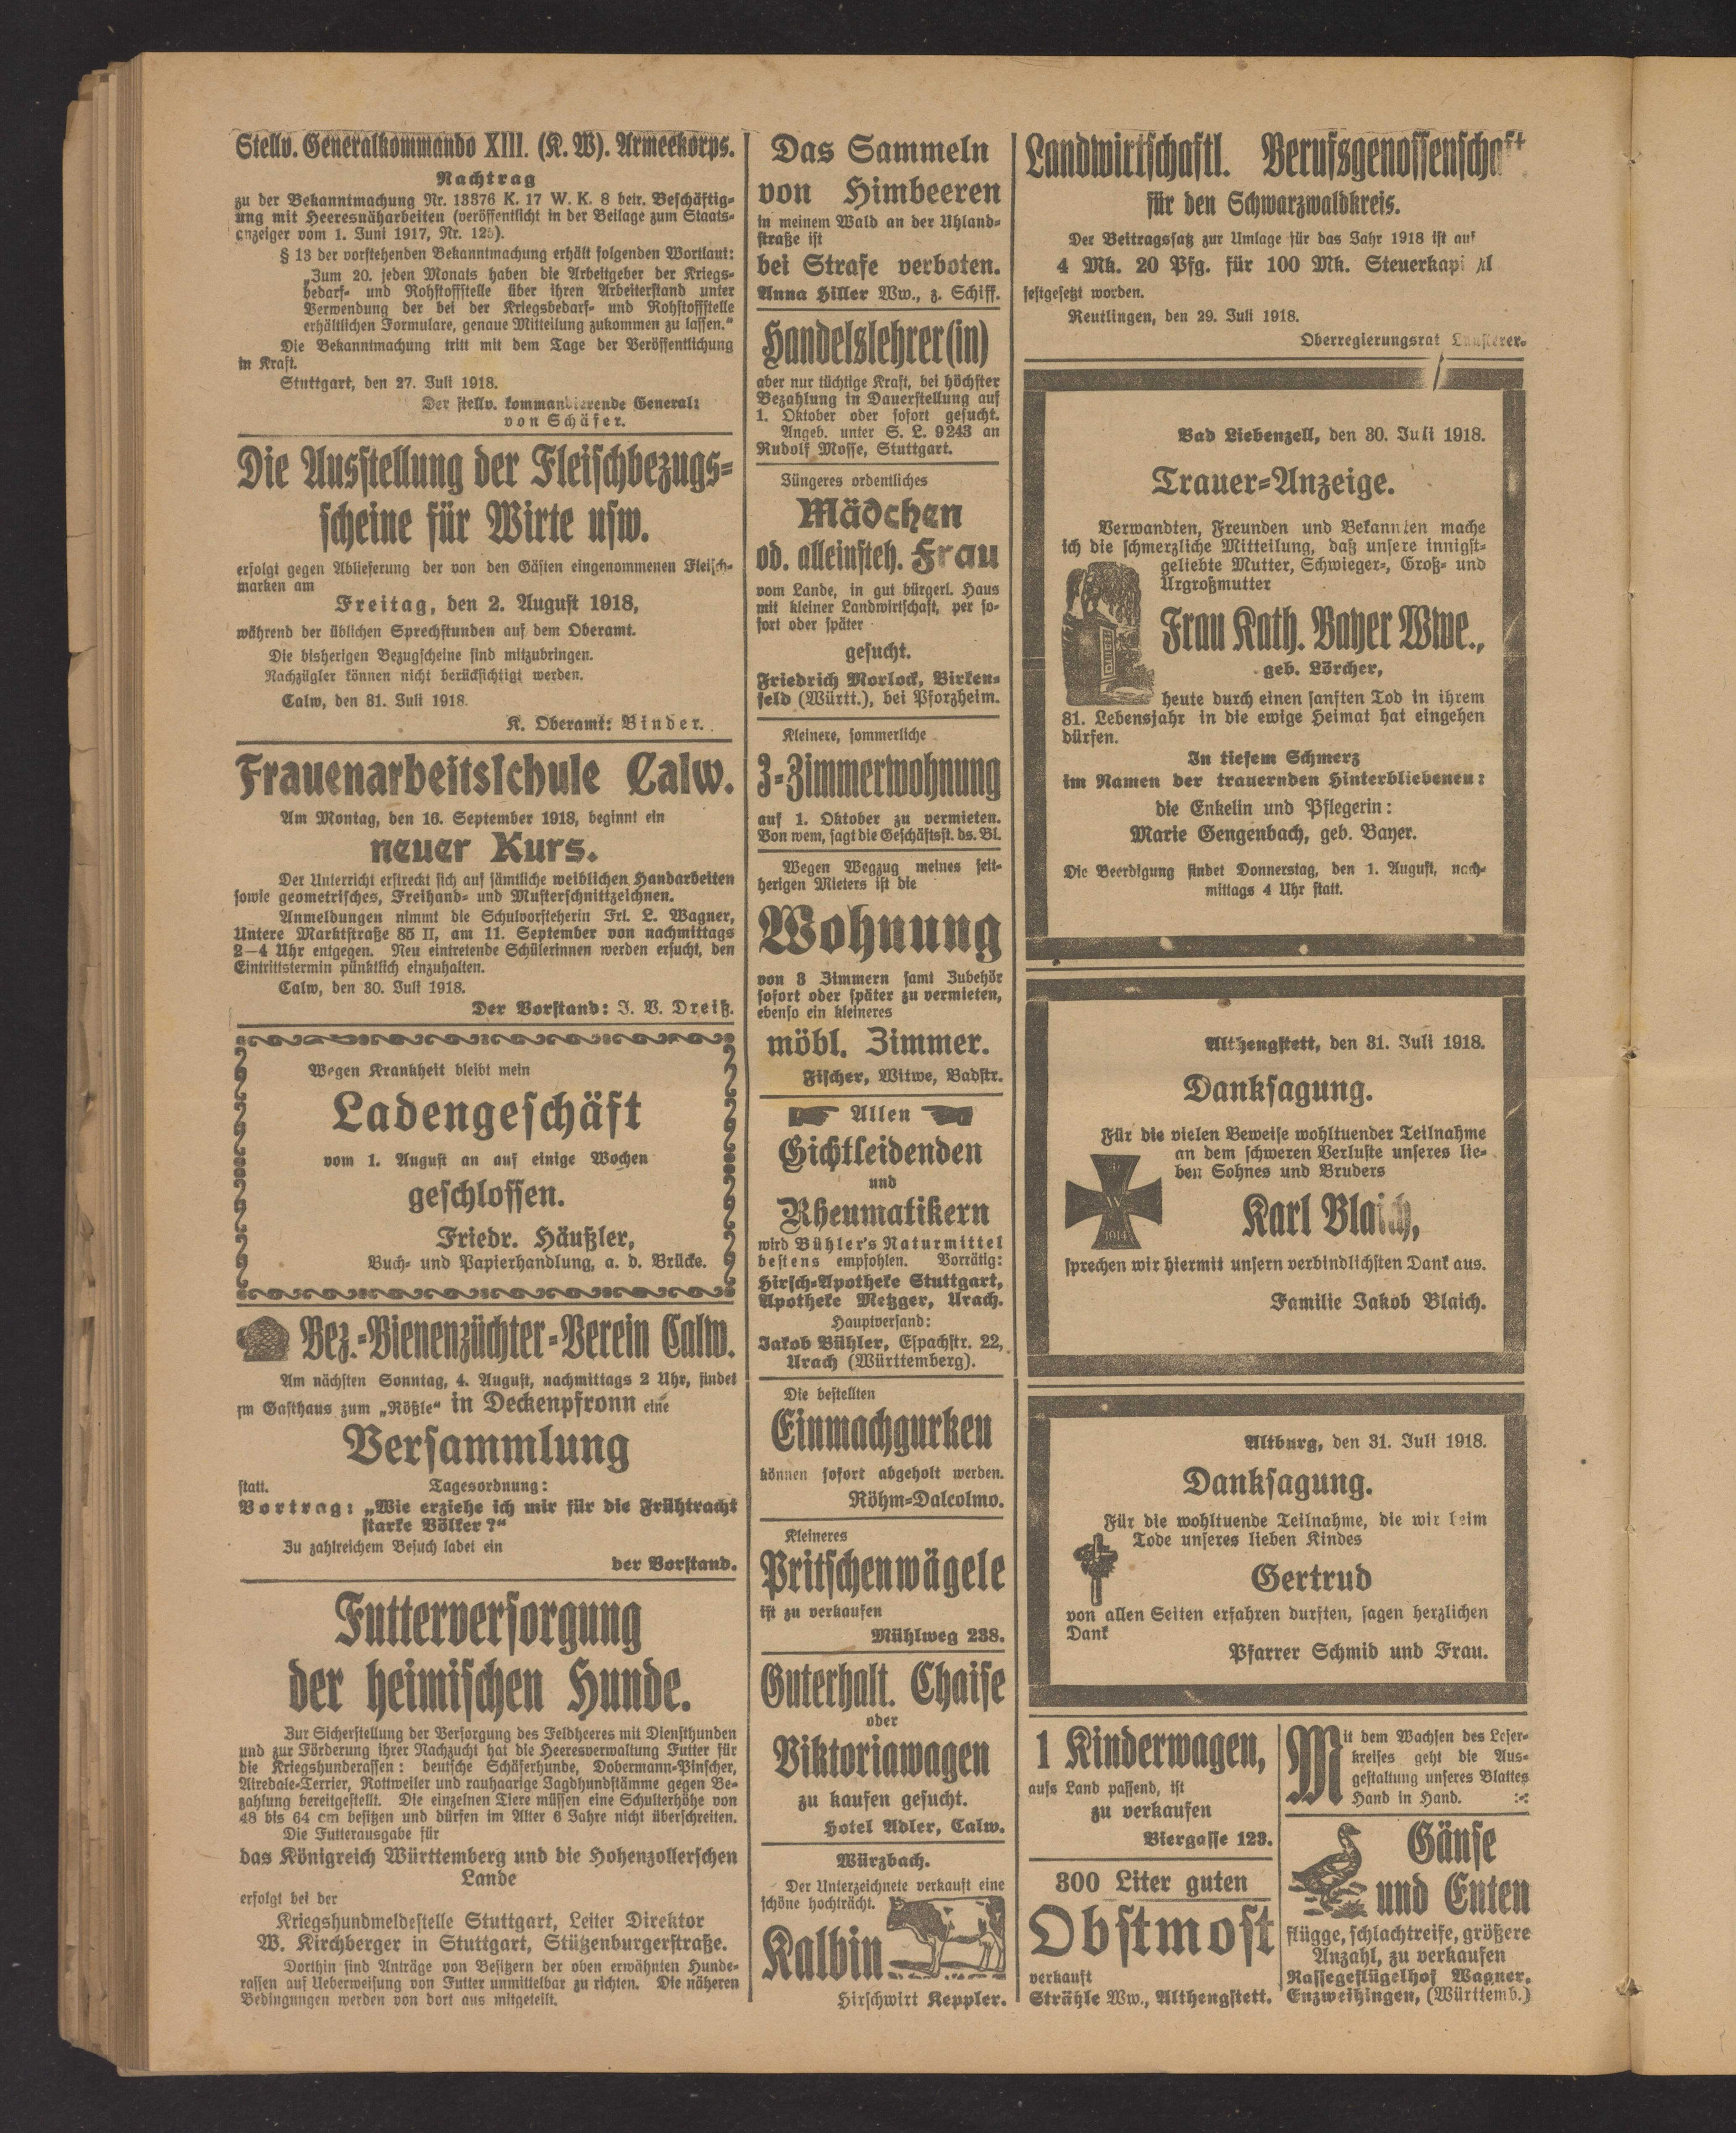 Stellv. Generalkommando XIII. (K. W). Armeekorps.
Nachtrag
zu der Bekanntmachung Nr. 13376 K. 17 W. K. 8 betr. Beschäftig-
ung mit Heeresnäharbeiten (veröffentlicht in der Beilage zum Staats-
anzeiger vom 1. Juni 1917, Nr. 125).
§ 13 der vorstehenden Bekanntmachung erhält folgenden Wortlaut:
„Zum 20. jeden Monats haben die Arbeitgeber der Kriegs-
bedarf- und Rohstoffstelle über ihren Arbeiterstand unter
Verwendung der bei der Kriegsbedarf- und Rohstoffstelle
erhältlichen Formulare, genaue Mitteilung zukommen zu lassen.“
Die Bekanntmachung tritt mit dem Tage der Veröffentlichung
in Kraft.
Stuttgart, den 27. Juli 1918.
Der stellv. kommandierende General:
von Schäfer.
Die Ausstellung der Fleischbezugs-
scheine für Wirte usw.
erfolgt gegen Ablieferung der von den Gästen eingenommenen Fleisch-
marken am
Freitag, den 2. August 1918,
während der üblichen Sprechstunden auf dem Oberamt.
Die bisherigen Bezugscheine sind mitzubringen.
Nachzügler können nicht berücksichtigt werden.
Calw, den 31. Juli 1918.
K. Oberamt: Binder.
Frauenarbeitsschule Calw.
Am Montag, den 16. September 1918, beginnt ein
neuer Kurs.
Der Unterricht erstreckt sich auf sämtliche weiblichen Handarbeiten
sowie geometrisches, Freihand- und Musterschnittzeichnen.
Anmeldungen nimmt die Schulvorsteherin Frl. L. Wagner,
Untere Marktstraße 85 II, am 11. September von nachmittags
2—4 Uhr entgegen. Neu eintretende Schülerinnen werden ersucht, den
Eintrittstermin pünktlich einzuhalten.
Calw, den 30. Juli 1918.
Der Vorstand: J. V. Dreiß.
Wegen Krankheit bleibt mein
Ladengeschäft
vom 1. August an auf einige Wochen
geschlossen.
Friedr. Häußler,
Buch- und Papierhandlung, a. d. Brücke.
Bez.-Bienenzüchter-Verein Calw.
Am nächsten Sonntag, 4. August, nachmittags 2 Uhr, findet
im Gasthaus zum „Rößle“ in Deckenpfronn eine
Versammlung
statt. Tagesordnung:
Vortrag: „Wie erziehe ich mir für die Frühtracht
starke Völker?“
Zu zahlreichem Besuch ladet ein
der Vorstand.
Futterversorgung
der heimischen Hunde.
Zur Sicherstellung der Versorgung des Feldheeres mit Diensthunden
und zur Förderung ihrer Nachzucht hat die Heeresverwaltung Futter für
die Kriegshunderassen: deutsche Schäferhunde, Dobermann-Pinscher,
Airedale-Terrier, Rottweiler und rauhaarige Jagdhundstämme gegen Be-
zahlung bereitgestellt. Die einzelnen Tiere müssen eine Schulterhöhe von
48 bis 64 cm besitzen und dürfen im Alter 6 Jahre nicht überschreiten.
Die Futterausgabe für
das Königreich Württemberg und die Hohenzollerschen
Lande
erfolgt bei der
Kriegshundmeldestelle Stuttgart, Leiter Direktor
W. Kirchberger in Stuttgart, Stützenburgerstraße.
Dorthin sind Anträge von Besitzern der oben erwähnten Hunde-
rassen auf Ueberweisung von Futter unmittelbar zu richten. Die näheren
Bedingungen werden von dort aus mitgeteilt.
Das Sammeln
von Himbeeren
in meinem Wald an der Uhland-
straße ist
bei Strafe verboten.
Anna Hiller Ww., z. Schiff.
Handelslehrer(in)
aber nur tüchtige Kraft, bei höchster
Bezahlung in Dauerstellung auf
1. Oktober oder sofort gesucht.
Angeb. unter S. L. 9243 an
Rudolf Mosse, Stuttgart.
Jüngeres ordentliches
Mädchen
od. alleinsteh. Frau
vom Lande, in gut bürgerl. Haus
mit kleiner Landwirtschaft, per so-
fort oder später
gesucht.
Friedrich Morlock, Birken-
feld (Württ.), bei Pforzheim.
Kleinere, sommerliche
3-Zimmerwohnung
auf 1. Oktober zu vermieten.
Von wem, sagt die Geschäftsst. ds. Bl.
Wegen Wegzug meines seit-
herigen Mieters ist die
Wohnung
von 3 Zimmern samt Zubehör
sofort oder später zu vermieten,
ebenso ein kleineres
möbl. Zimmer.
Fischer, Witwe, Badstr.
Allen
Gichtleidenden
und
Rheumatikern
wird Bühler's Naturmittel
bestens empfohlen. Vorrätig:
Hirsch-Apotheke Stuttgart,
Apotheke Metzger, Urach.
Hauptversand:
Jakob Bühler, Espachstr. 22,
Urach (Württemberg).
Die bestellten
Einmachgurken
können sofort abgeholt werden.
Röhm-Dalcolmo.
Kleineres
Pritschenwägele
ist zu verkaufen
Mühlweg 238.
Guterhalt. Chaise
oder
Viktoriawagen
zu kaufen gesucht.
Hotel Adler, Calw.
Würzbach.
Der Unterzeichnete verkauft eine
schöne hochträcht.
Kalbin
Hirschwirt Keppler.
Landwirtschaftl. Berufsgenossenschaft
für den Schwarzwaldkreis.
Der Beitragssatz zur Umlage für das Jahr 1918 ist auf
4 Mk. 20 Pfg. für 100 Mk. Steuerkapital
festgesetzt worden.
Reutlingen, den 29. Juli 1918.
Oberregierungsrat
Bad Liebenzell, den 30. Juli 1918.
Trauer-Anzeige.
Verwandten, Freunden und Bekannten mache
ich die schmerzliche Mitteilung, daß unsere innigst-
geliebte Mutter, Schwieger-, Groß- und
Urgroßmutter
Frau Kath. Bayer Wwe.,
geb. Lörcher,
heute durch einen sanften Tod in ihrem
81. Lebensjahr in die ewige Heimat hat eingehen
dürfen.
In tiefem Schmerz
im Namen der trauernden Hinterbliebenen:
die Enkelin und Pflegerin:
Marie Gengenbach, geb. Bayer.
Die Beerdigung findet Donnerstag, den 1. August, nach-
mittags 4 Uhr statt.
Althengstett, den 31. Juli 1918.
Danksagung.
Für die vielen Beweise wohltuender Teilnahme
an dem schweren Verluste unseres lie-
ben Sohnes und Bruders
W
1914
Karl Blaich,
sprechen wir hiermit unsern verbindlichsten Dank aus.
Familie Jakob Blaich.
Altburg, den 31. Juli 1918.
Danksagung.
Für die wohltuende Teilnahme, die wir beim
Tode unseres lieben Kindes
Gertrud
von allen Seiten erfahren durften, sagen herzlichen
Dank
Pfarrer Schmid und Frau.
1 Kinderwagen,
aufs Land passend, ist
zu verkaufen
Biergasse 123.
300 Liter guten
Obstmost
verkauft
Strähle Ww., Althengstett.
Mit dem Wachsen des Leser-
kreises geht die Aus-
gestaltung unseres Blattes
Hand in Hand.
Gänse
und Enten
flügge, schlachtreife, größere
Anzahl, zu verkaufen
Rassegeflügelhof Wagner,
Enzweihingen, (Württemb.)